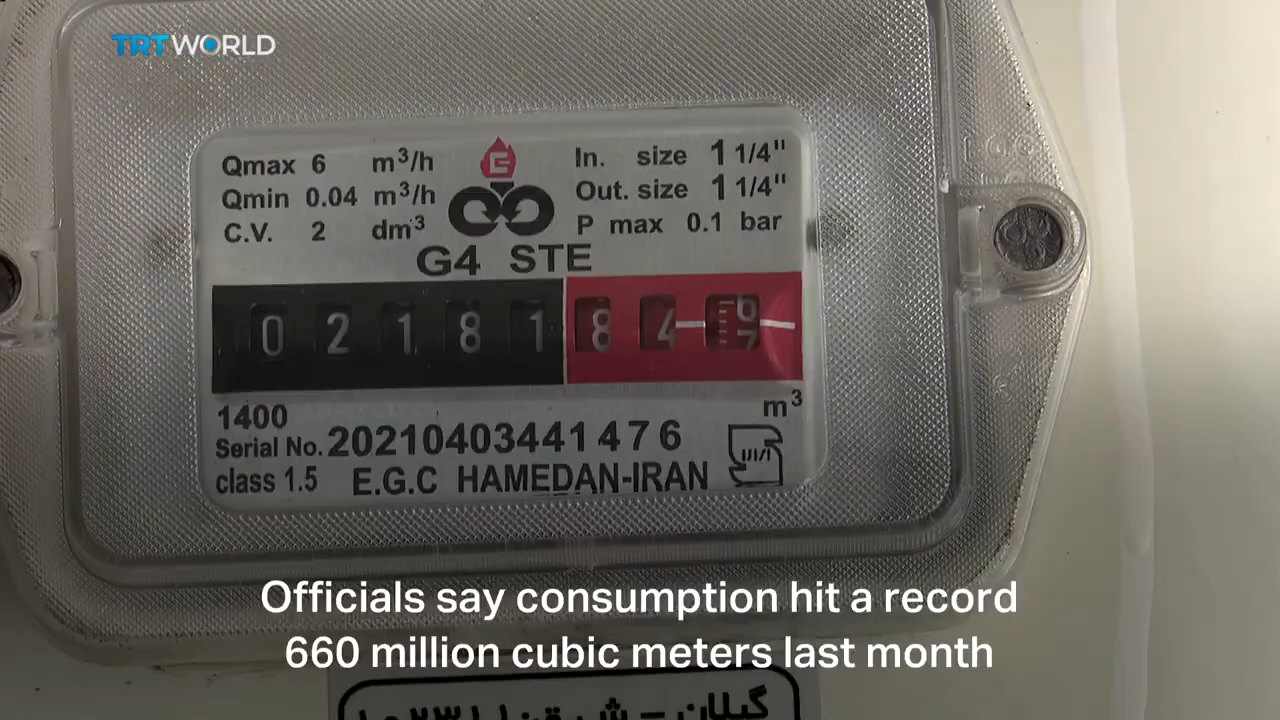 TRT WORLD
Qmax 6 m³/h
Qmin 0.04 m³/h
C.V. 2 dm³
In. size 1 1/4"
Out. size 1 1/4"
P max 0.1 bar
G4 STE
0 2 1 8 1 8 4
m³
1400
Serial No. 20210403441476
class 1.5 E.G.C HAMEDAN-IRAN
Officials say consumption hit a record
660 million cubic meters last month
گیلان -